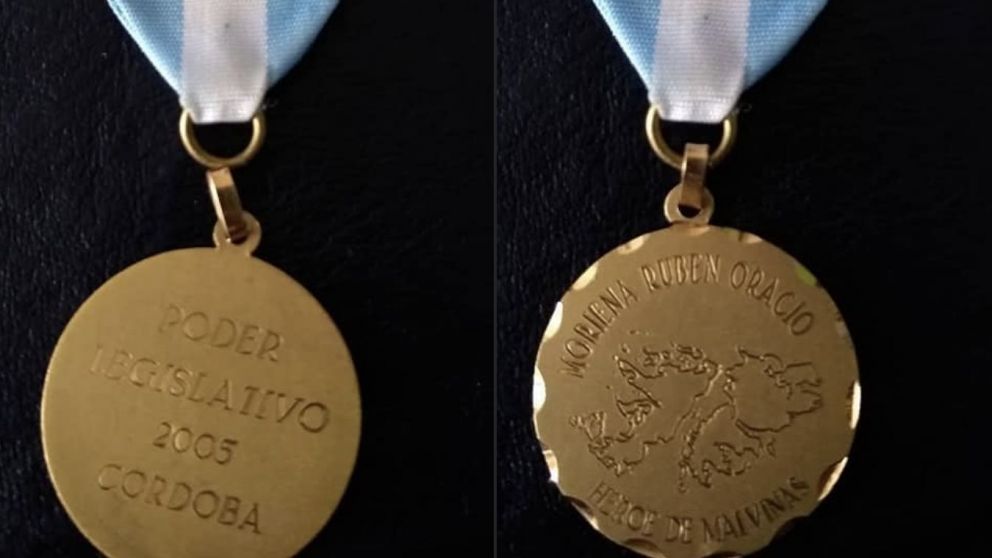 PODER
LEGISLATIVO
2005
CORDOBA
MORIENA RUBEN ORACIO
HEROE DE MALVINAS